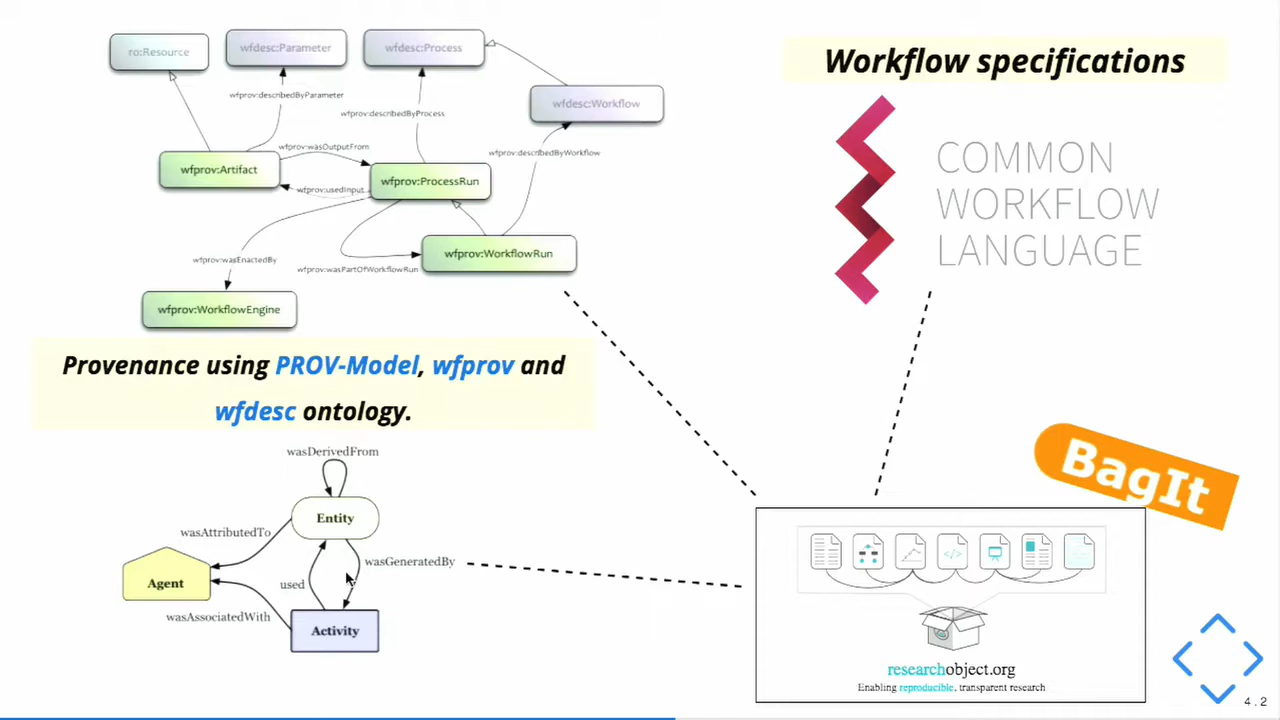 ro:Resource
wfdesc:Parameter
wfdesc:Process
wfdesc:Workflow
wfprov:describedByParameter
wfprov:describedByProcess
wfprov:wasOutputFrom
wfprov:describedByWorkflow
wfprov:Artifact
wfprov:usedInput
wfprov:ProcessRun
wfprov:wasEnactedBy
wfprov:wasPartOfWorkflowRun
wfprov:WorkflowRun
wfprov:WorkflowEngine
Provenance using PROV-Model, wfprov and
wfdesc ontology.
wasDerivedFrom
Entity
wasAttributedTo
wasGeneratedBy
Agent
used
wasAssociatedWith
Activity
Workflow specifications
COMMON
WORKFLOW
LANGUAGE
BagIt
</>
researchobject.org
Enabling reproducible, transparent research
4.2